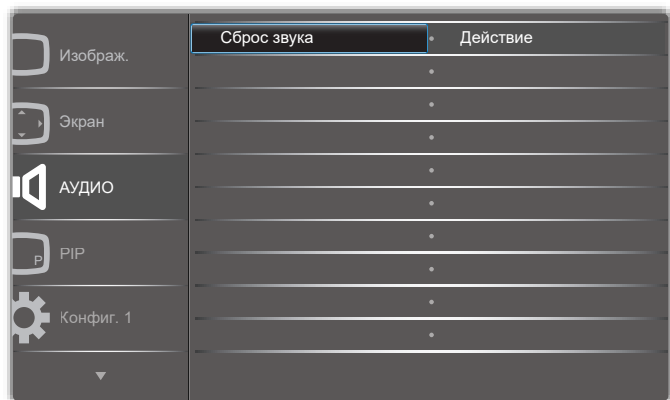 Изображ.
Экран
АУДИО
P
PIP
Конфиг. 1
Сброс звука
Действие